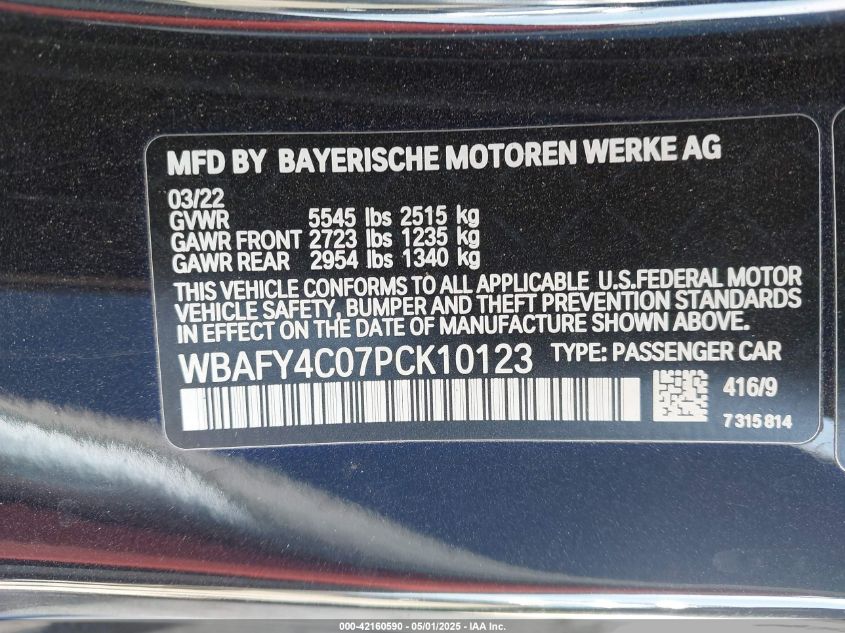 MFD BY BAYERISCHE MOTOREN WERKE AG
03/22
GVWR 5545 lbs 2515 kg
GAWR FRONT 2723 lbs 1235 kg
GAWR REAR 2954 lbs 1340 kg
THIS VEHICLE CONFORMS TO ALL APPLICABLE U.S.FEDERAL MOTOR
VEHICLE SAFETY, BUMPER AND THEFT PREVENTION STANDARDS
IN EFFECT ON THE DATE OF MANUFACTURE SHOWN ABOVE.
WBAFY4C07PCK10123 TYPE: PASSENGER CAR
416/9
7 315 814
000-42160590 - 05/01/2025 - IAA Inc.